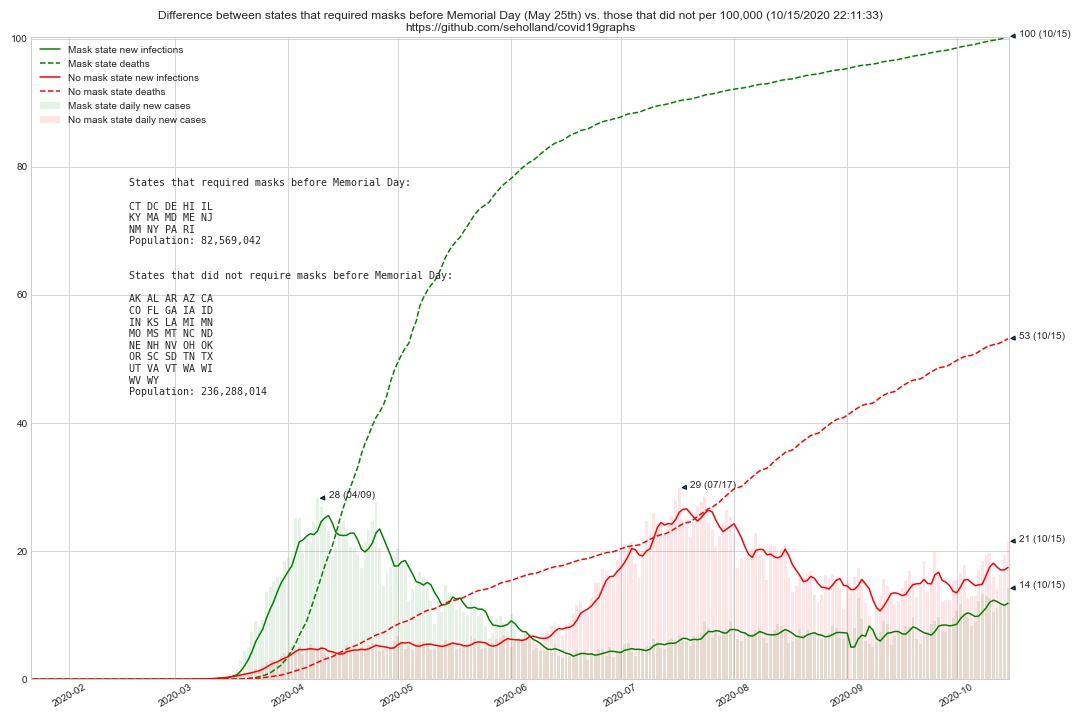 Difference between states that required masks before Memorial Day (May 25th) vs. those that did not per 100,000 (10/15/2020 22:11:33)
https://github.com/seholland/covid19graphs
Mask state new infections
Mask state deaths
No mask state new infections
No mask state deaths
Mask state daily new cases
No mask state daily new cases
States that required masks before Memorial Day:
CT DC DE HI IL
KY MA MD ME NJ
NM NY PA RI
Population: 82,569,042
States that did not require masks before Memorial Day:
AK AL AR AZ CA
CO FL GA IA ID
IN KS LA MI MN
MO MS MT NC ND
NE NH NV OH OK
OR SC SD TN TX
UT VA VT WA WI
WV WY
Population: 236,288,014
100 (10/15)
53 (10/15)
28 (04/09)
29 (07/17)
21 (10/15)
14 (10/15)
100
80
60
40
20
0
2020-02
2020-03
2020-04
2020-05
2020-06
2020-07
2020-08
2020-09
2020-10